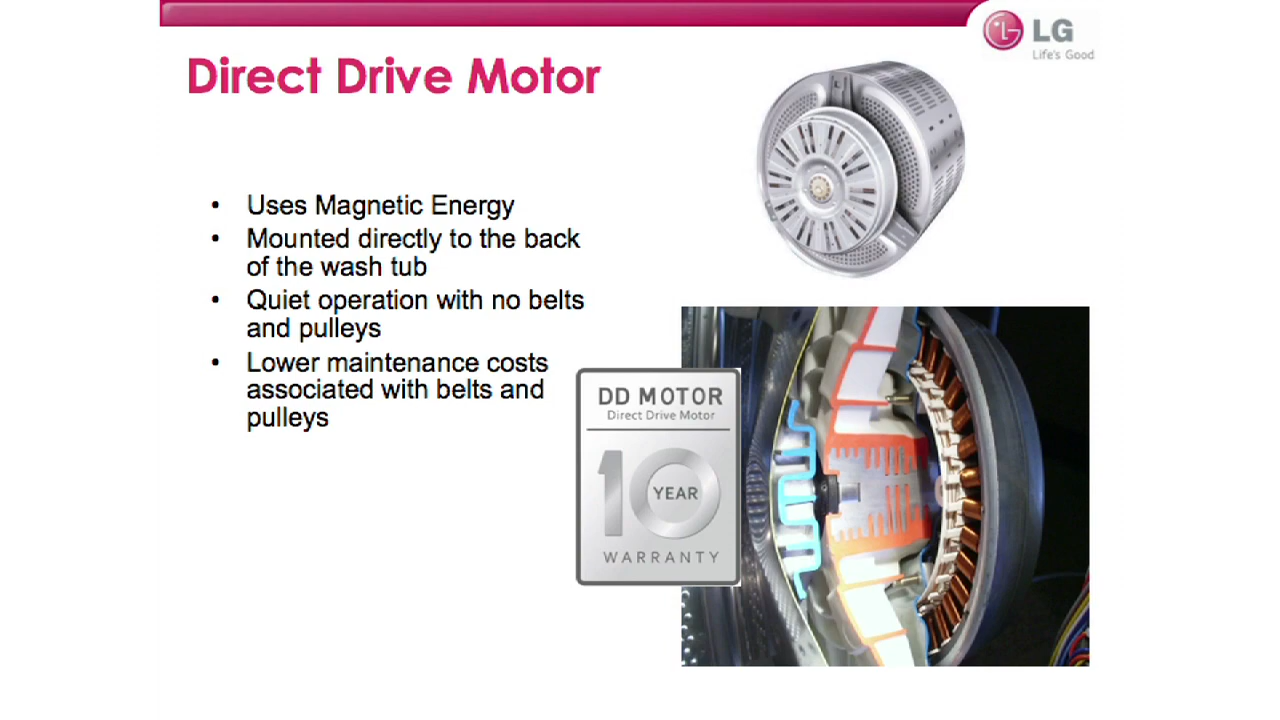 LG
Life's Good
Direct Drive Motor
• Uses Magnetic Energy
• Mounted directly to the back
of the wash tub
• Quiet operation with no belts
and pulleys
• Lower maintenance costs
associated with belts and
pulleys
DD MOTOR
Direct Drive Motor
10
YEAR
WARRANTY